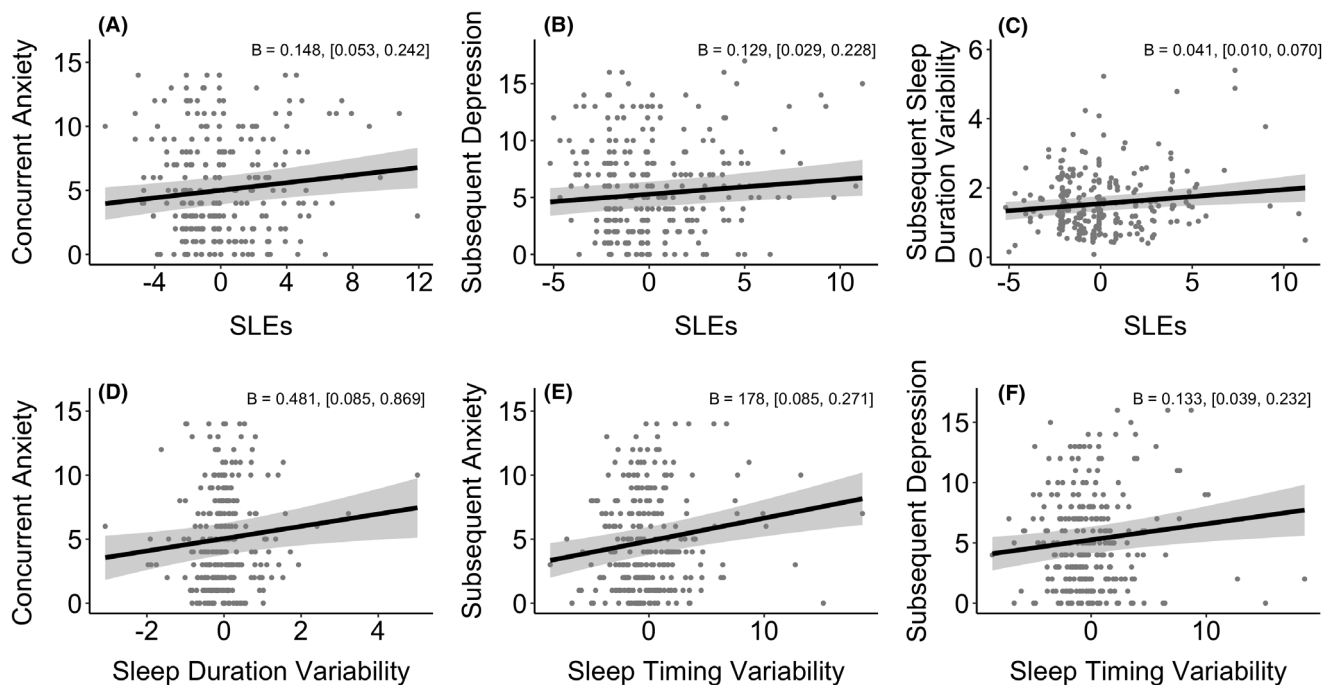 (A)
B = 0.148, [0.053, 0.242]
Concurrent Anxiety
15
10
5
0
-4 0 4 8 12
SLEs
(B)
B = 0.129, [0.029, 0.228]
Subsequent Depression
15
10
5
0
-5 0 5 10
SLEs
(C)
B = 0.041, [0.010, 0.070]
Subsequent Sleep
Duration Variability
6
4
2
0
-5 0 5 10
SLEs
(D)
B = 0.481, [0.085, 0.869]
Concurrent Anxiety
15
10
5
0
-2 0 2 4
Sleep Duration Variability
(E)
B = 178, [0.085, 0.271]
Subsequent Anxiety
15
10
5
0
0 10
Sleep Timing Variability
(F)
B = 0.133, [0.039, 0.232]
Subsequent Depression
15
10
5
0
0 10
Sleep Timing Variability